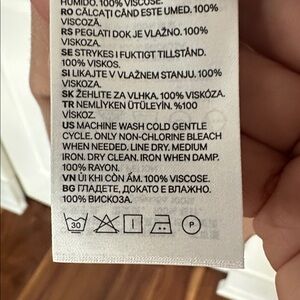 HUMIDO. 100% VISCOSE.
RO CĂLCAȚI CÂND ESTE UMED. 100%
VISCOZĂ.
RS PEGLATI DOK JE VLAŽNO. 100%
VISKOZA.
SE STRYKES I FUKTIGT TILLSTÅND.
100% VISKOS.
SI LIKAJTE V VLAŽNEM STANJU. 100%
VISKOZA.
SK ŽEHLITE ZA VLHKA. 100% VISKÓZA.
TR NEMLİYKEN ÜTÜLEYİN. %100
VİSKOZ.
US MACHINE WASH COLD GENTLE
CYCLE. ONLY NON-CHLORINE BLEACH
WHEN NEEDED. LINE DRY. MEDIUM
IRON. DRY CLEAN. IRON WHEN DAMP.
100% RAYON.
VN ỦI KHI CÒN ẨM. 100% VISCOSE.
BG ГЛАДЕТЕ, ДОКАТО Е ВЛАЖНО.
100% ВИСКОЗА.
30 P